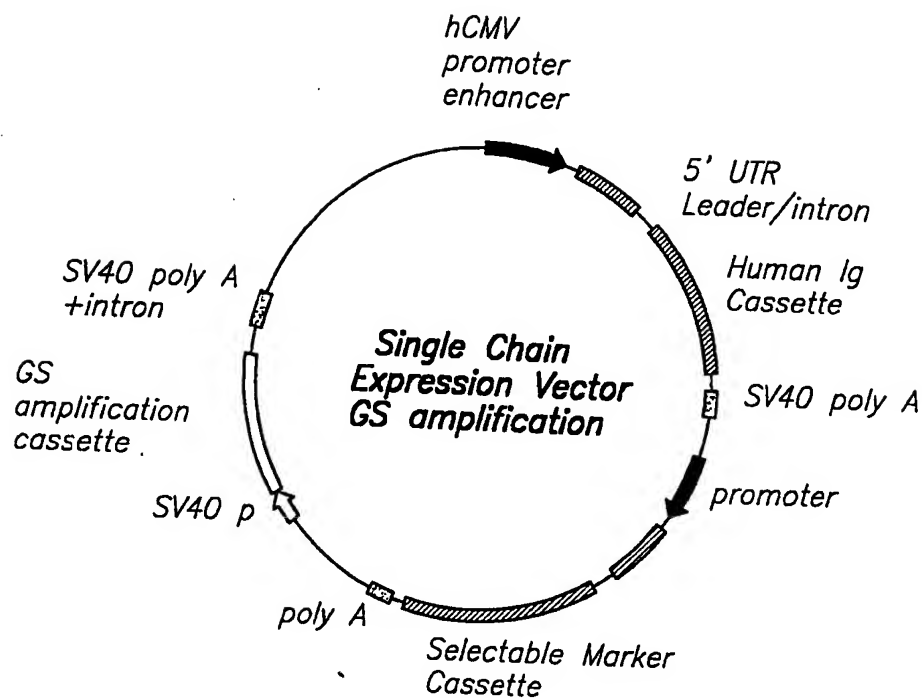 hCMV
promoter
enhancer
5' UTR
Leader/intron
Human Ig
Cassette
SV40 poly A
promoter
Selectable Marker
Cassette
poly A
SV40 p
GS
amplification
cassette
SV40 poly A
+intron
Single Chain
Expression Vector
GS amplification